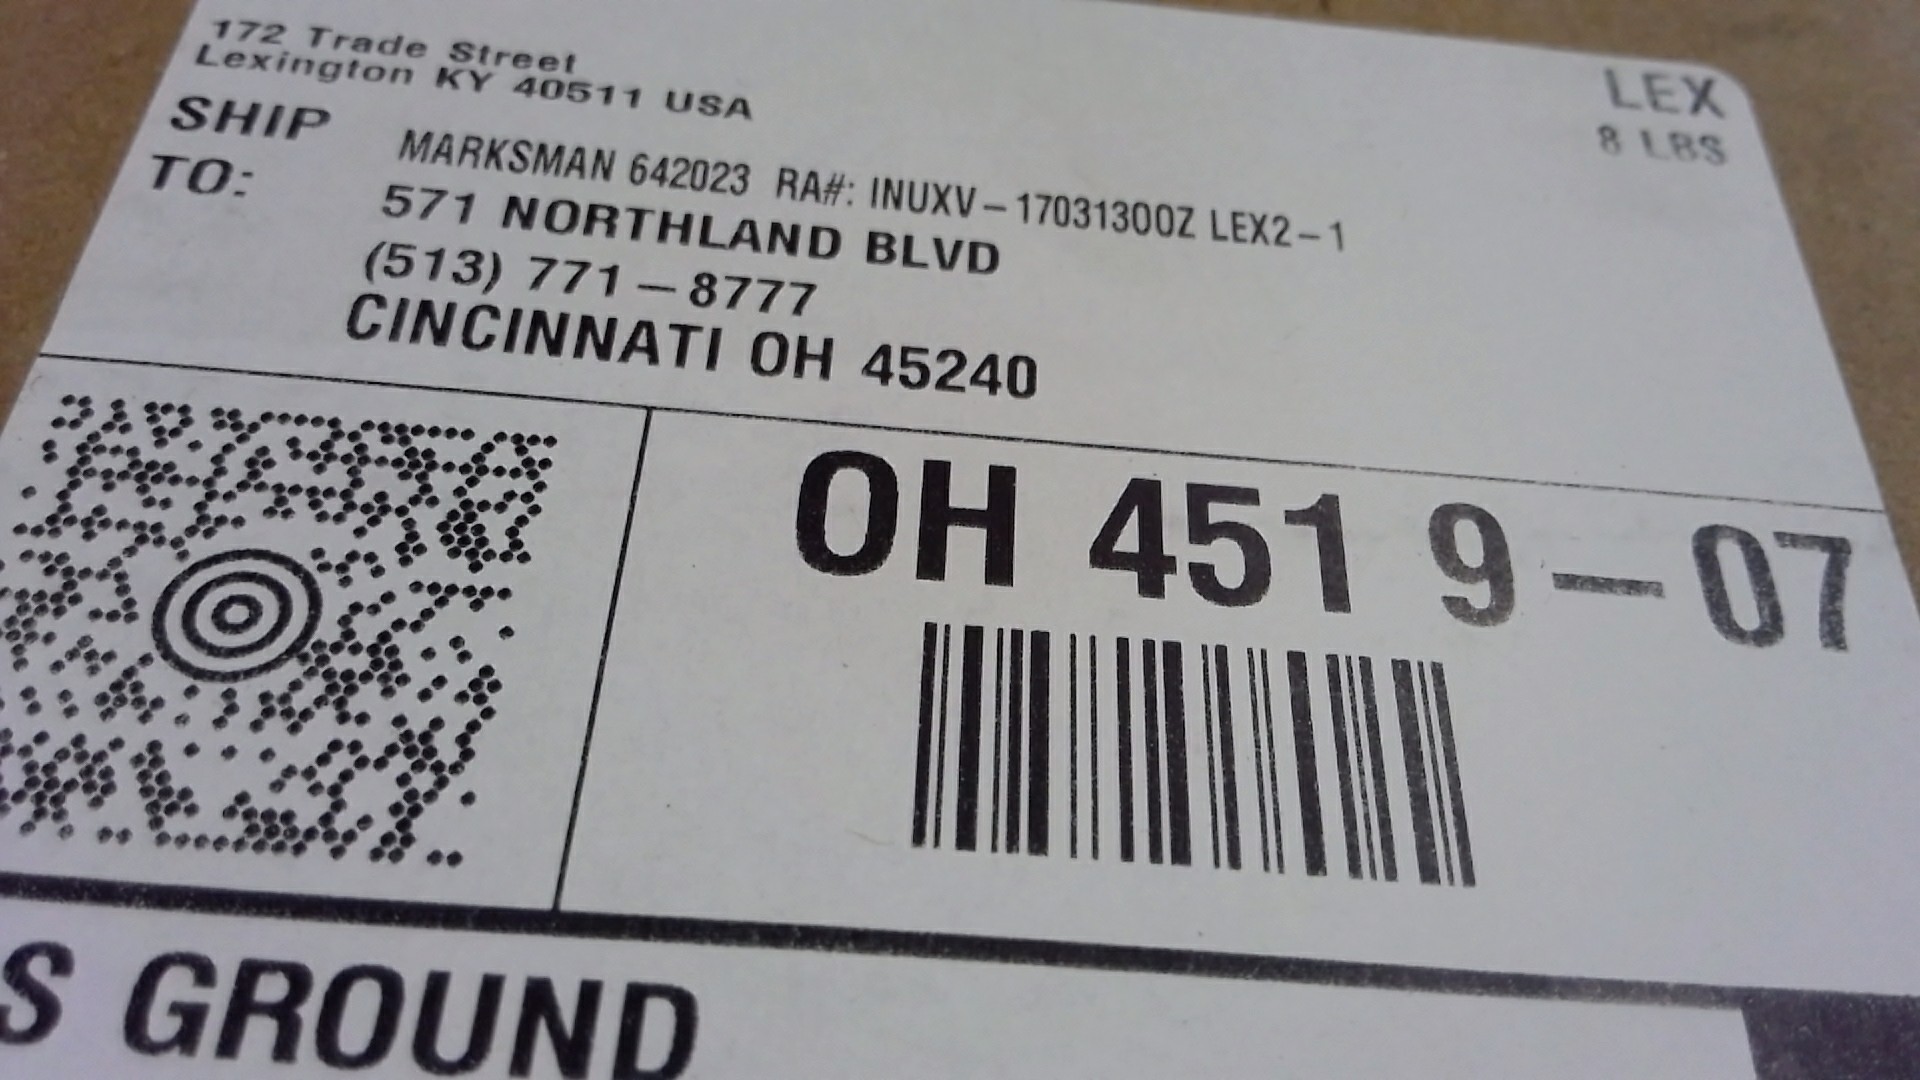 172 Trade Street
Lexington KY 40511 USA
LEX
8 LBS
SHIP TO:
MARKSMAN 642023 RA#: INUXV-17031300Z LEX2-1
571 NORTHLAND BLVD
(513) 771-8777
CINCINNATI OH 45240
OH 451 9-07
S GROUND